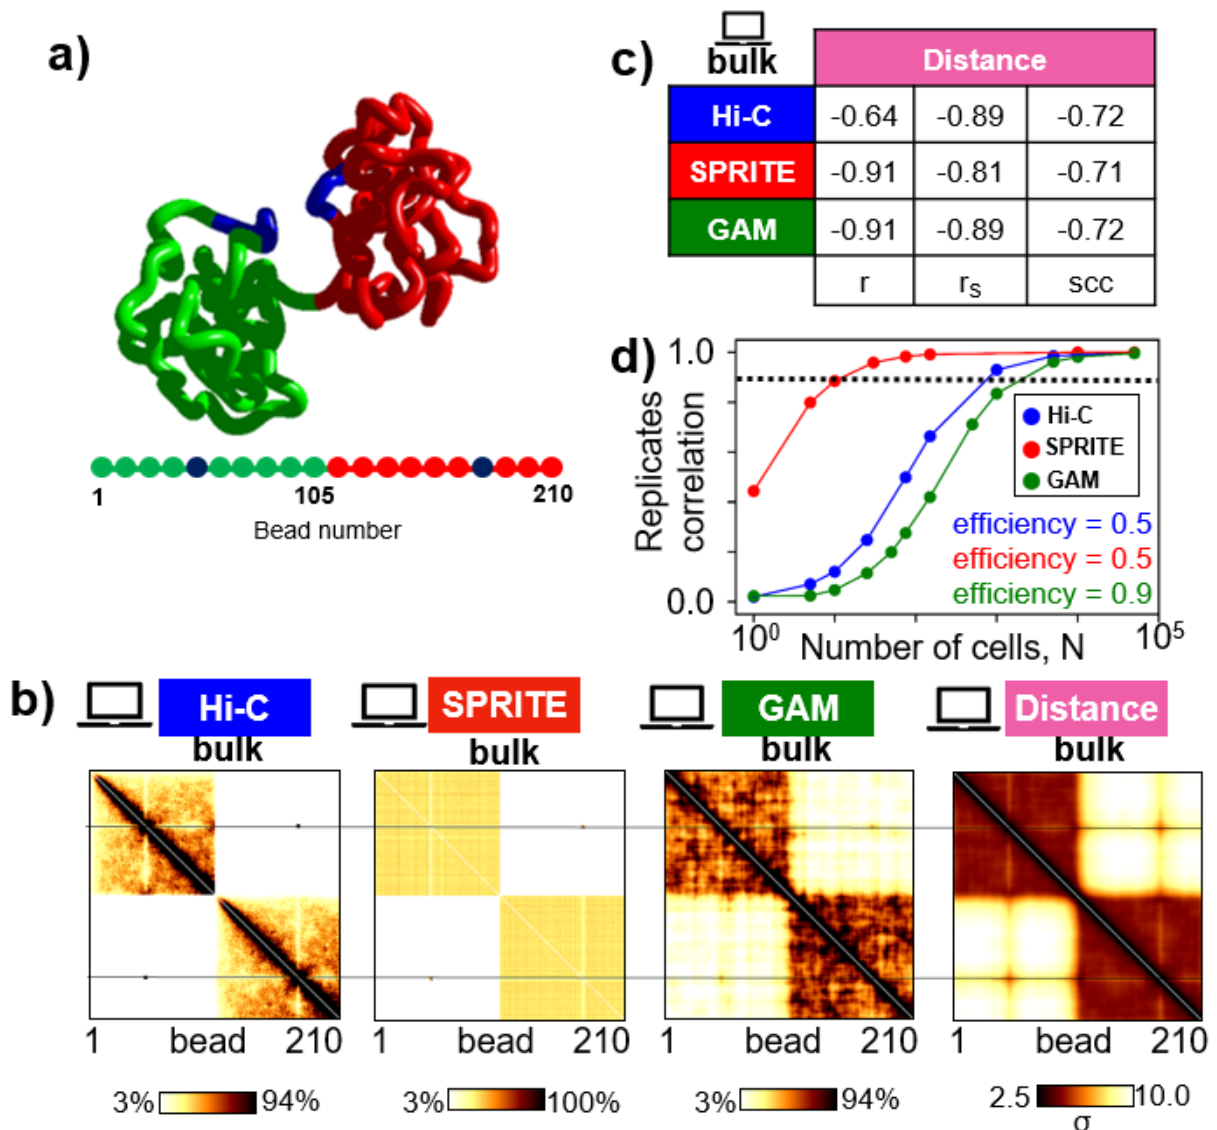 a)
1
105
210
Bead number
c)
bulk
Distance
Hi-C
-0.64
-0.89
-0.72
SPRITE
-0.91
-0.81
-0.71
GAM
-0.91
-0.89
-0.72
r
rS
scc
d)
Replicates
correlation
1.0
0.0
Hi-C
SPRITE
GAM
efficiency = 0.5
efficiency = 0.5
efficiency = 0.9
10⁰
Number of cells, N
10⁵
b)
Hi-C
bulk
SPRITE
bulk
GAM
bulk
Distance
bulk
1 bead 210
1 bead 210
1 bead 210
1 bead 210
3% 94%
3% 100%
3% 94%
2.5 10.0
σ